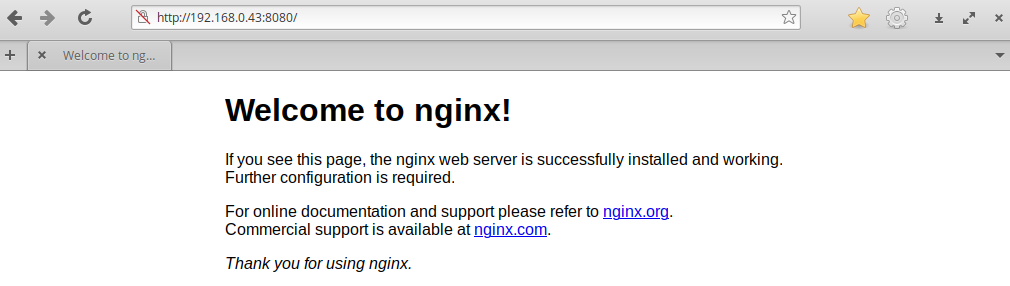 http://192.168.0.43:8080/
Welcome to ng...
Welcome to nginx!
If you see this page, the nginx web server is successfully installed and working.
Further configuration is required.
For online documentation and support please refer to nginx.org.
Commercial support is available at nginx.com.
Thank you for using nginx.